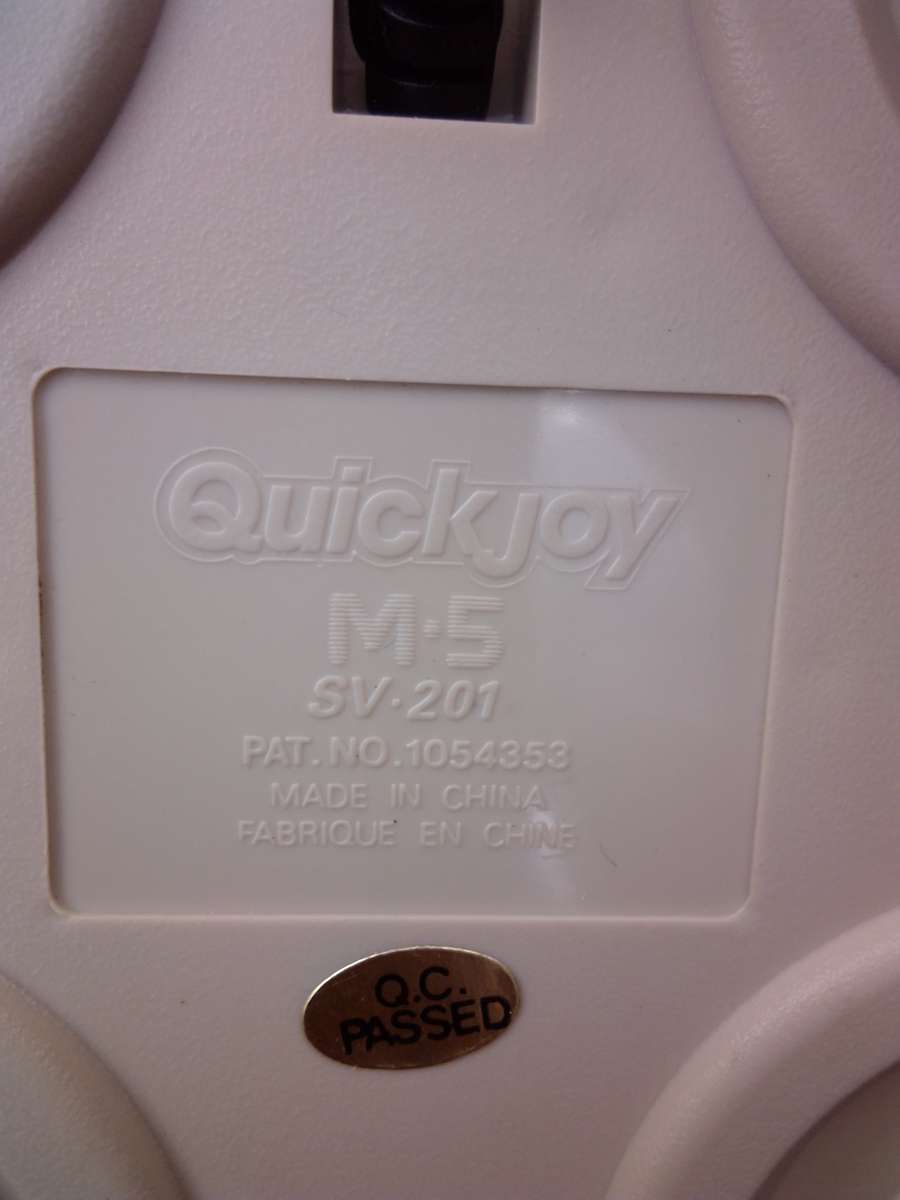 Quickjoy
M·5
SV·201
PAT. NO. 1054353
MADE IN CHINA
FABRIQUE EN CHINE
Q.C.
PASSED